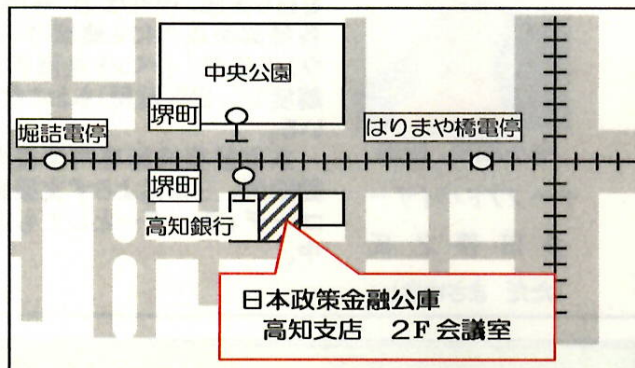 中央公園
堺町
堀詰電停
はりまや橋電停
堺町
高知銀行
日本政策金融公庫
高知支店 2F会議室